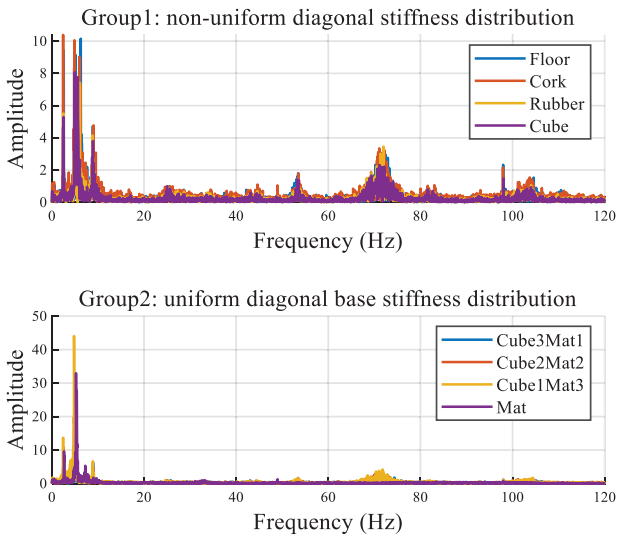 Group1: non-uniform diagonal stiffness distribution
10
8
6
4
2
0
Amplitude
Floor
Cork
Rubber
Cube
0 20 40 60 80 100 120
Frequency (Hz)
Group2: uniform diagonal base stiffness distribution
50
40
30
20
10
0
Amplitude
Cube3Mat1
Cube2Mat2
Cube1Mat3
Mat
0 20 40 60 80 100 120
Frequency (Hz)